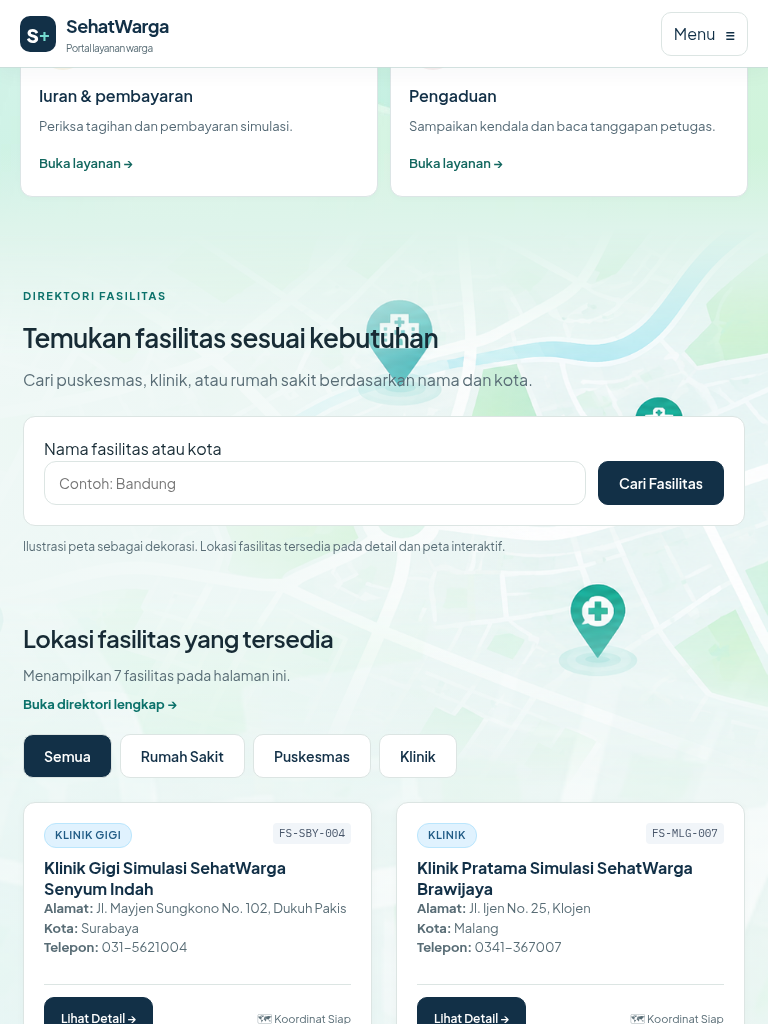 S+ SehatWarga Menu ≡
Portal layanan warga
Iuran & pembayaran
Periksa tagihan dan pembayaran simulasi.
Buka layanan →
Pengaduan
Sampaikan kendala dan baca tanggapan petugas.
Buka layanan →
DIREKTORI FASILITAS
Temukan fasilitas sesuai kebutuhan
Cari puskesmas, klinik, atau rumah sakit berdasarkan nama dan kota.
Nama fasilitas atau kota
Contoh: Bandung
Cari Fasilitas
Ilustrasi peta sebagai dekorasi. Lokasi fasilitas tersedia pada detail dan peta interaktif.
Lokasi fasilitas yang tersedia
Menampilkan 7 fasilitas pada halaman ini.
Buka direktori lengkap →
Semua Rumah Sakit Puskesmas Klinik
KLINIK GIGI FS-SBY-004
Klinik Gigi Simulasi SehatWarga
Senyum Indah
Alamat: Jl. Mayjen Sungkono No. 102, Dukuh Pakis
Kota: Surabaya
Telepon: 031-5621004
Lihat Detail → 🗺 Koordinat Siap
KLINIK FS-MLG-007
Klinik Pratama Simulasi SehatWarga
Brawijaya
Alamat: Jl. Ijen No. 25, Klojen
Kota: Malang
Telepon: 0341-367007
Lihat Detail → 🗺 Koordinat Siap